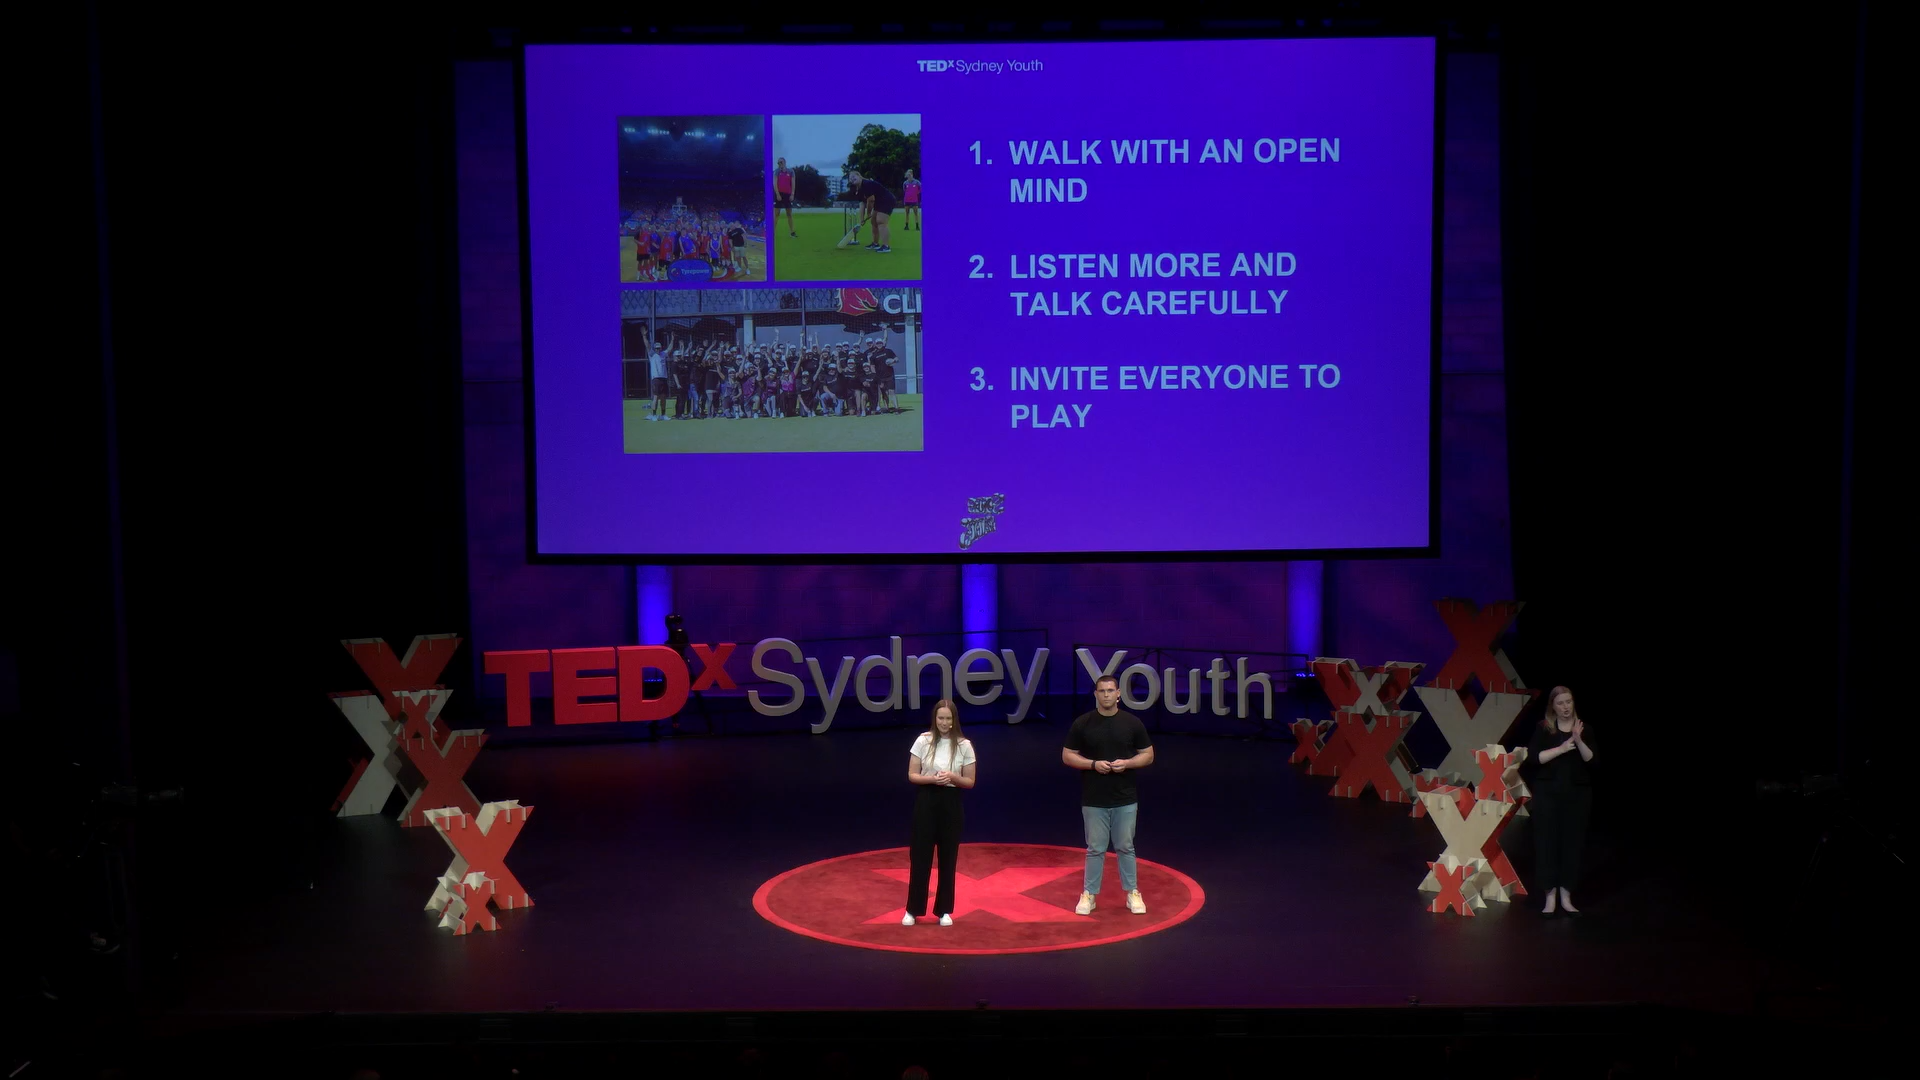 TEDx Sydney Youth
1. WALK WITH AN OPEN
MIND
2. LISTEN MORE AND
TALK CAREFULLY
3. INVITE EVERYONE TO
PLAY
TEDx Sydney Youth